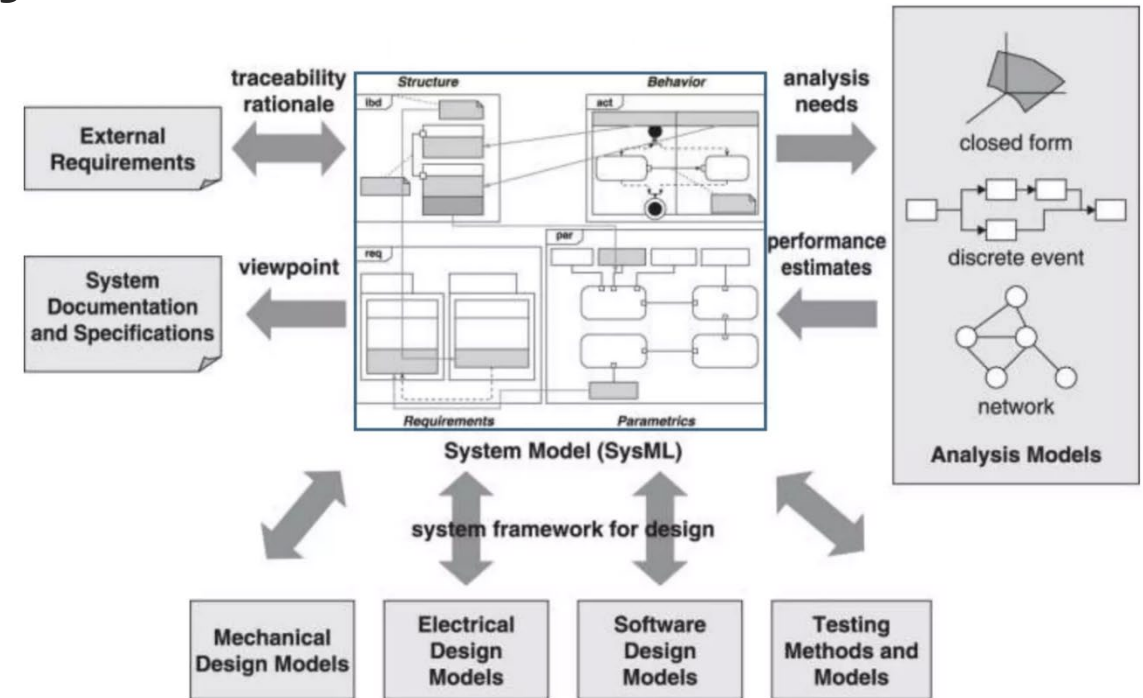 traceability
rationale
External
Requirements
viewpoint
System
Documentation
and Specifications
Structure
Behavior
ibd
act
req
par
Requirements
Parametrics
System Model (SysML)
analysis
needs
performance
estimates
closed form
discrete event
network
Analysis Models
system framework for design
Mechanical
Design Models
Electrical
Design
Models
Software
Design
Models
Testing
Methods and
Models